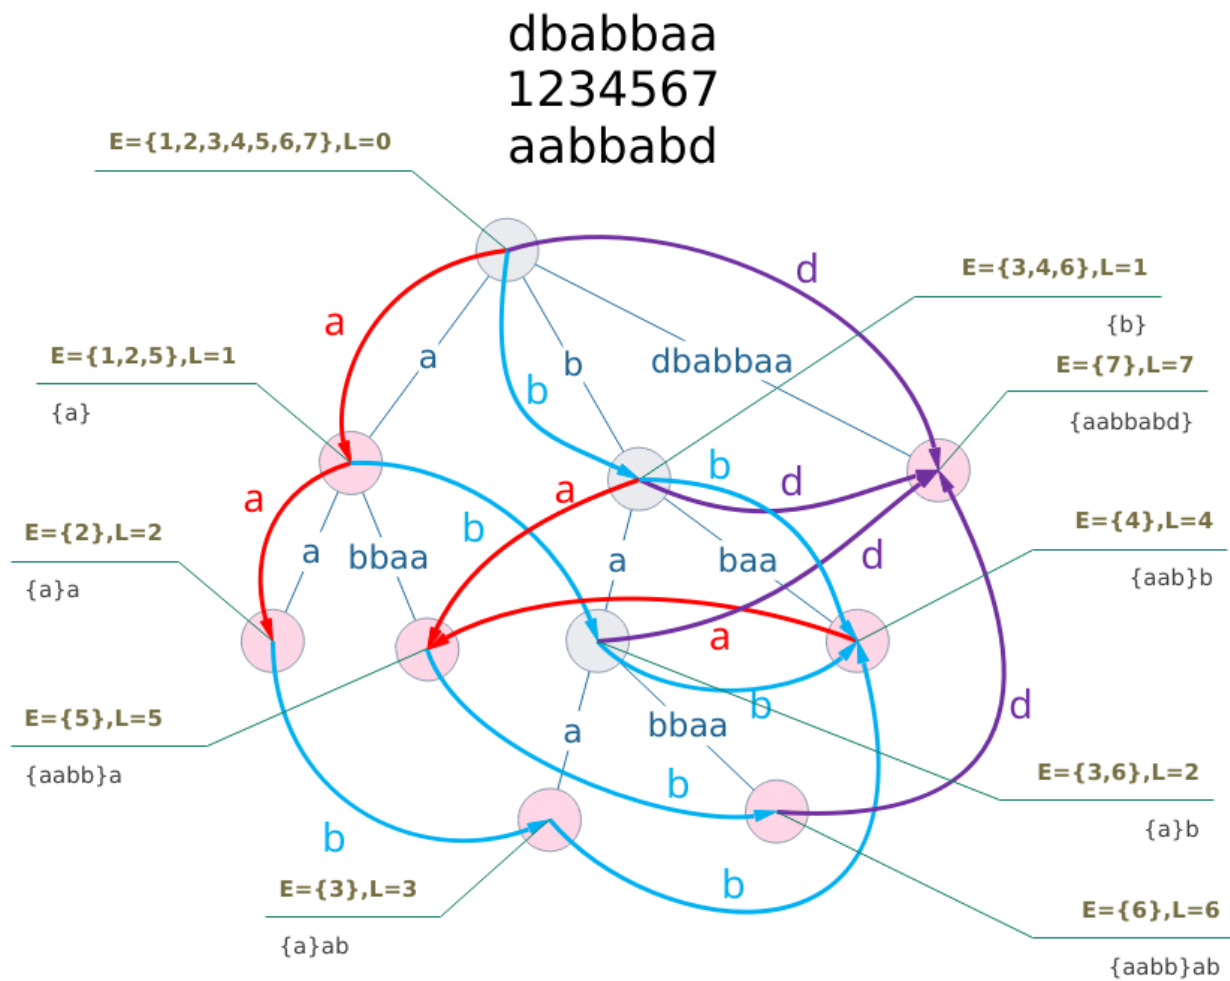 dbabbaa
1234567
aabbabd
E={1,2,3,4,5,6,7},L=0
d
E={3,4,6},L=1
{b}
a
E={1,2,5},L=1
{a}
a
b
dbabbaa
E={7},L=7
{aabbabd}
b
b
a
d
a
E={4},L=4
{aab}b
b
E={2},L=2
{a}a
a
bbaa
a
baa
d
a
b
d
E={5},L=5
{aabb}a
a
bbaa
E={3,6},L=2
{a}b
b
b
b
E={3},L=3
{a}ab
E={6},L=6
{aabb}ab